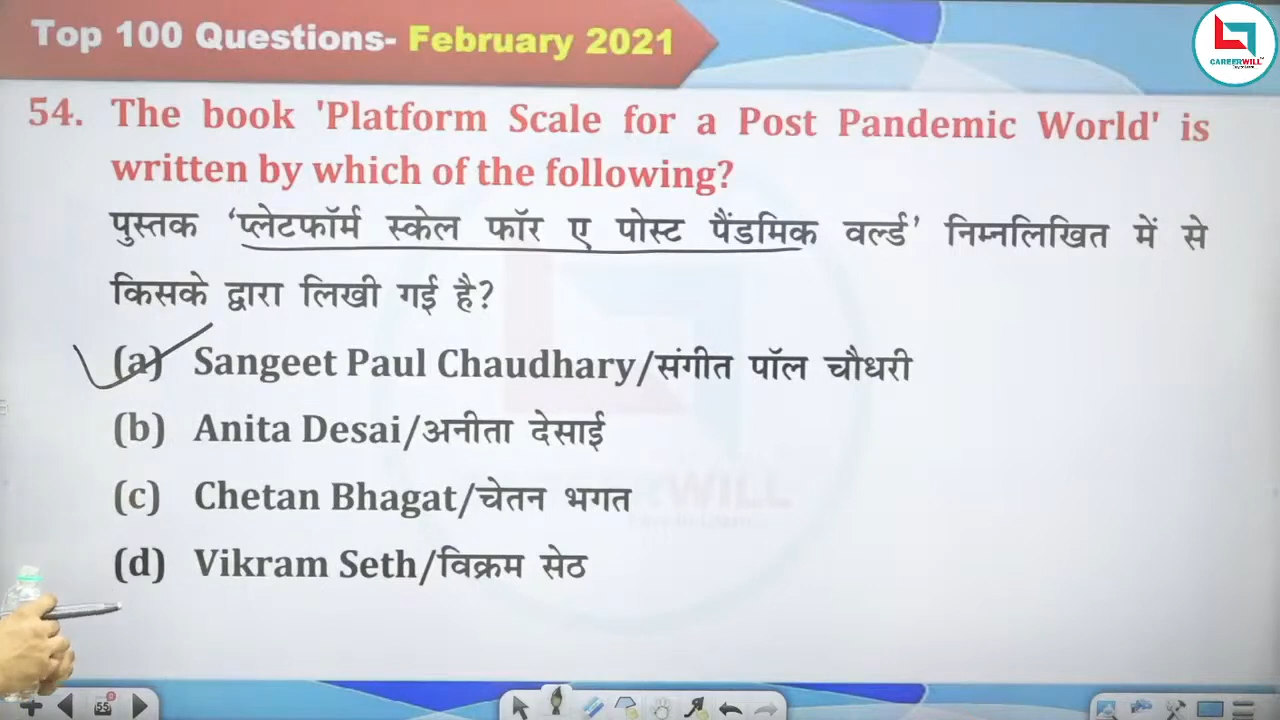 Top 100 Questions- February 2021
CAREERWILL
54. The book 'Platform Scale for a Post Pandemic World' is
written by which of the following?
पुस्तक ‘प्लेटफॉर्म स्केल फॉर ए पोस्ट पैंडमिक वर्ल्ड’ निम्नलिखित में से
किसके द्वारा लिखी गई है?
(a) Sangeet Paul Chaudhary/संगीत पॉल चौधरी
(b) Anita Desai/अनीता देसाई
(c) Chetan Bhagat/चेतन भगत
(d) Vikram Seth/विक्रम सेठ
55